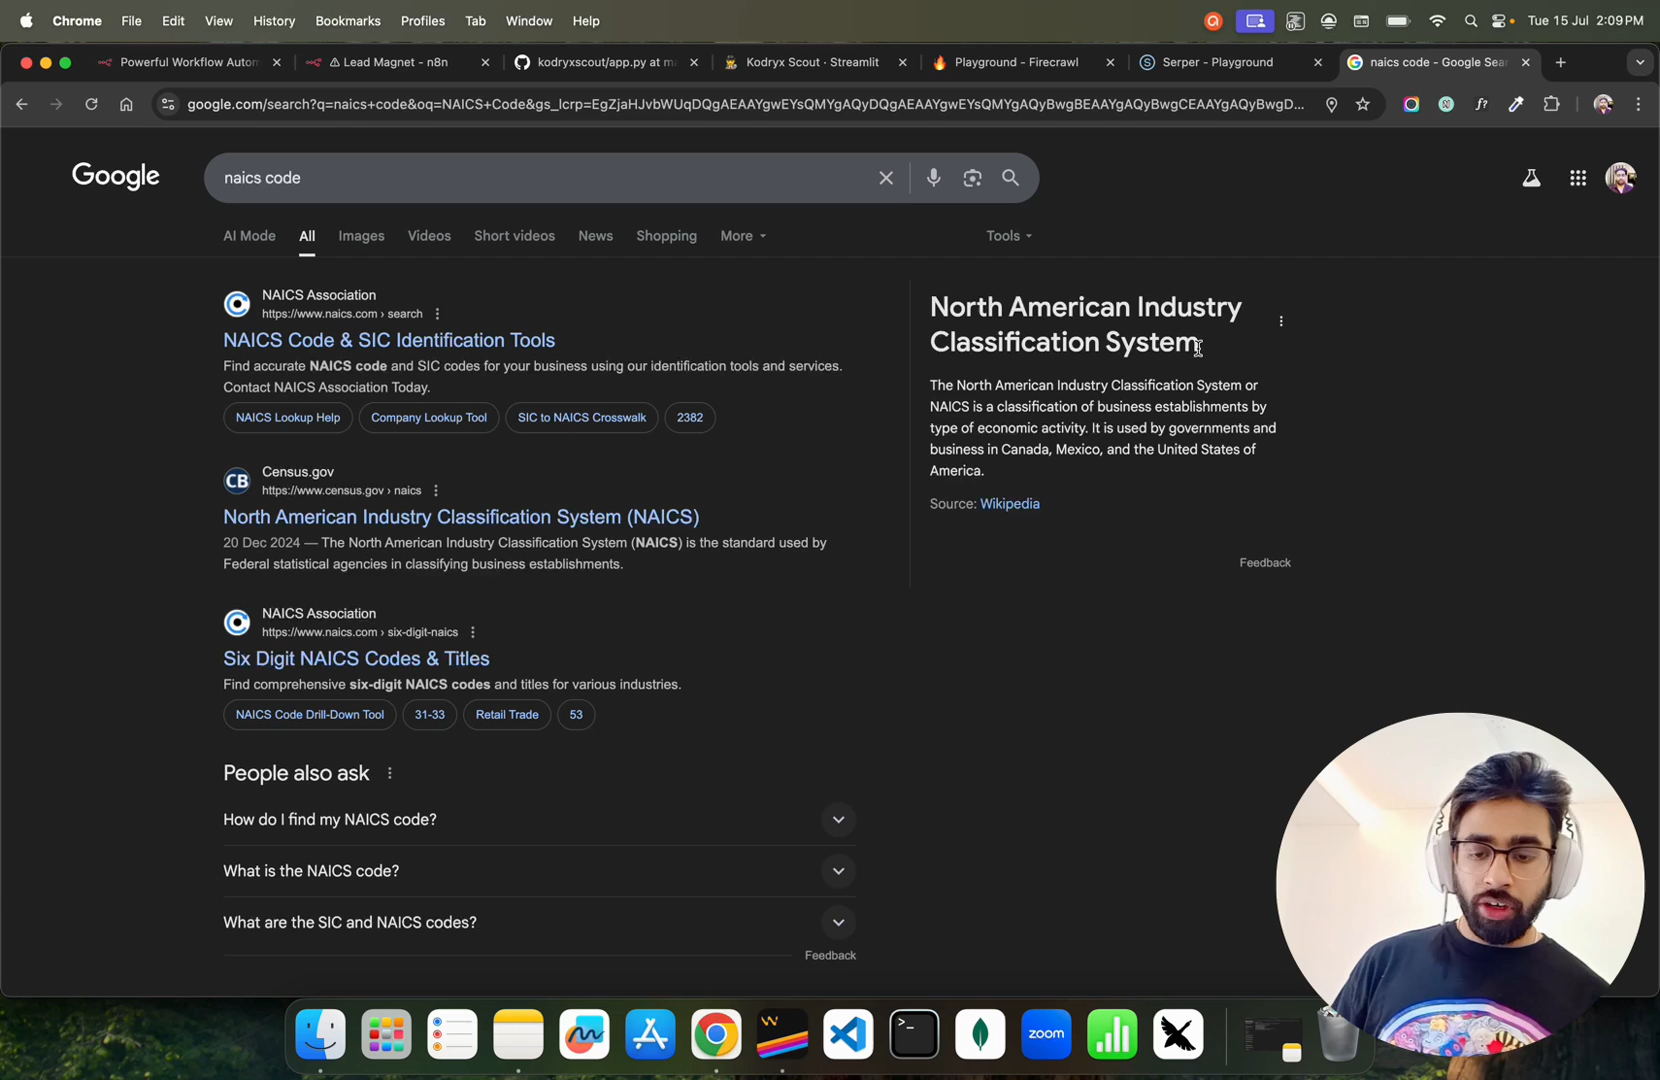 Chrome File Edit View History Bookmarks Profiles Tab Window Help Tue 15 Jul 2:09 PM
Powerful Workflow Autom
⚠ Lead Magnet - n8n
kodryxscout/app.py at m
Kodryx Scout · Streamlit
Playground - Firecrawl
Serper - Playground
naics code - Google Sear
google.com/search?q=naics+code&oq=NAICS+Code&gs_lcrp=EgZjaHJvbWUqDQgAEAAYgwEYsQMYgAQyDQgAEAAYgwEYsQMYgAQyBwgBEAAYgAQyBwgCEAAYgAQyBwgD...
Google
naics code
AI Mode All Images Videos Short videos News Shopping More Tools
NAICS Association
https://www.naics.com › search
NAICS Code & SIC Identification Tools
Find accurate NAICS code and SIC codes for your business using our identification tools and services.
Contact NAICS Association Today.
NAICS Lookup Help Company Lookup Tool SIC to NAICS Crosswalk 2382
CB
Census.gov
https://www.census.gov › naics
North American Industry Classification System (NAICS)
20 Dec 2024 — The North American Industry Classification System (NAICS) is the standard used by
Federal statistical agencies in classifying business establishments.
NAICS Association
https://www.naics.com › six-digit-naics
Six Digit NAICS Codes & Titles
Find comprehensive six-digit NAICS codes and titles for various industries.
NAICS Code Drill-Down Tool 31-33 Retail Trade 53
People also ask
How do I find my NAICS code?
What is the NAICS code?
What are the SIC and NAICS codes?
Feedback
North American Industry
Classification System
The North American Industry Classification System or
NAICS is a classification of business establishments by
type of economic activity. It is used by governments and
business in Canada, Mexico, and the United States of
America.
Source: Wikipedia
Feedback
zoom